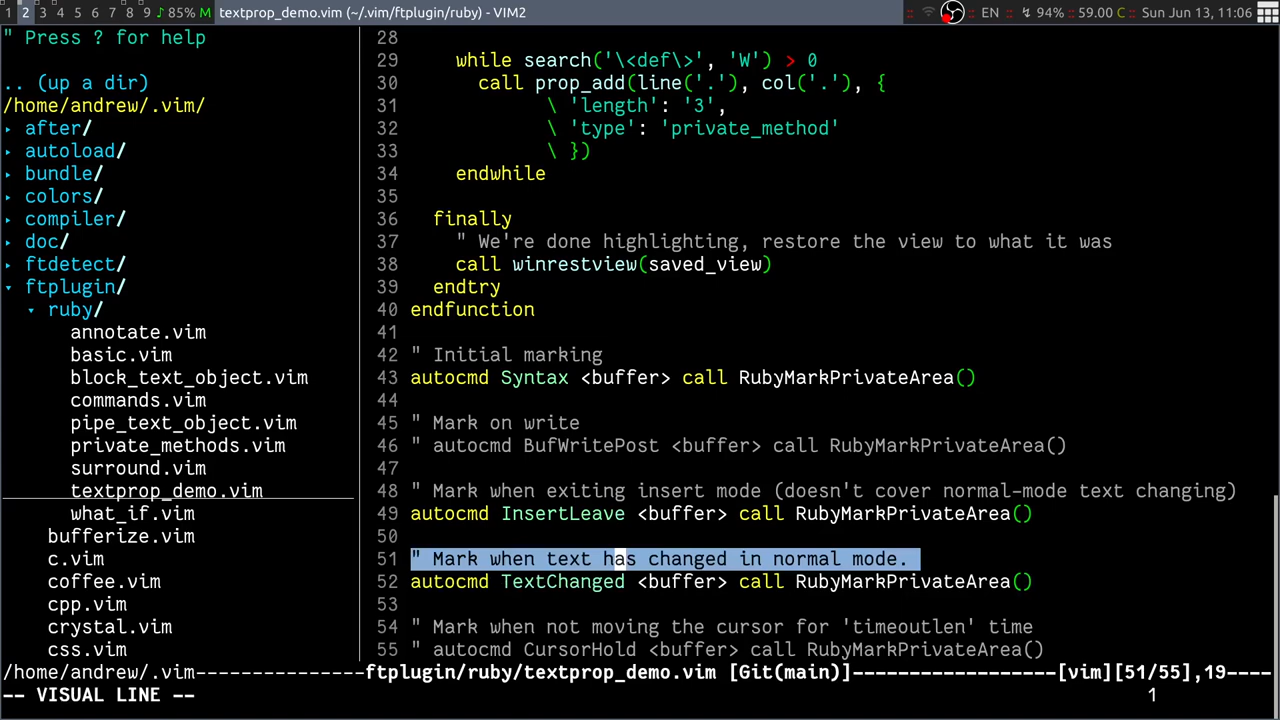 1 2 3 4 5 6 7 8 9 ♪ 85% M textprop_demo.vim (~/.vim/ftplugin/ruby) - VIM2 :: :: EN :: ↯ 94% :: 59.00 C :: Sun Jun 13, 11:06
" Press ? for help
.. (up a dir)
/home/andrew/.vim/
▸ after/
▸ autoload/
▸ bundle/
▸ colors/
▸ compiler/
▸ doc/
▸ ftdetect/
▾ ftplugin/
▾ ruby/
annotate.vim
basic.vim
block_text_object.vim
commands.vim
pipe_text_object.vim
private_methods.vim
surround.vim
textprop_demo.vim
what_if.vim
bufferize.vim
c.vim
coffee.vim
cpp.vim
crystal.vim
css.vim
28
29 while search('\<def\>', 'W') > 0
30 call prop_add(line('.'), col('.'), {
31 \ 'length': '3',
32 \ 'type': 'private_method'
33 \ })
34 endwhile
35
36 finally
37 " We're done highlighting, restore the view to what it was
38 call winrestview(saved_view)
39 endtry
40 endfunction
41
42 " Initial marking
43 autocmd Syntax <buffer> call RubyMarkPrivateArea()
44
45 " Mark on write
46 " autocmd BufWritePost <buffer> call RubyMarkPrivateArea()
47
48 " Mark when exiting insert mode (doesn't cover normal-mode text changing)
49 autocmd InsertLeave <buffer> call RubyMarkPrivateArea()
50
51 " Mark when text has changed in normal mode.
52 autocmd TextChanged <buffer> call RubyMarkPrivateArea()
53
54 " Mark when not moving the cursor for 'timeoutlen' time
55 " autocmd CursorHold <buffer> call RubyMarkPrivateArea()
/home/andrew/.vim---------------ftplugin/ruby/textprop_demo.vim [Git(main)]------------------[vim][51/55],19----
-- VISUAL LINE -- 1